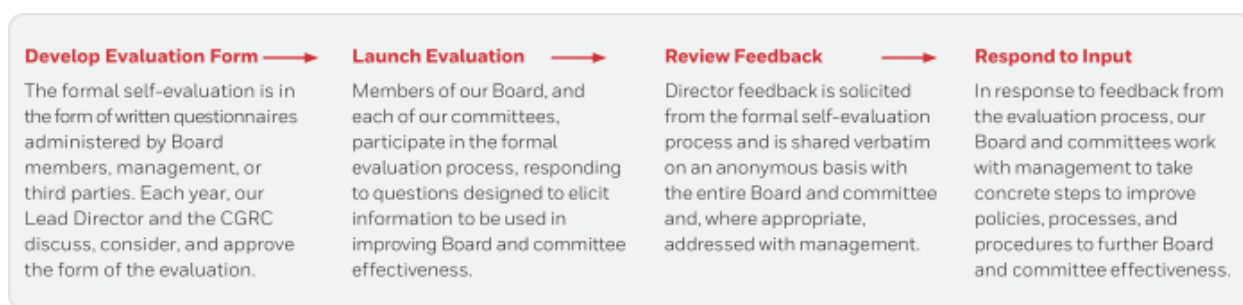 Develop Evaluation Form
The formal self-evaluation is in
the form of written questionnaires
administered by Board
members, management, or
third parties. Each year, our
Lead Director and the CGRC
discuss, consider, and approve
the form of the evaluation.
Launch Evaluation
Members of our Board, and
each of our committees,
participate in the formal
evaluation process, responding
to questions designed to elicit
information to be used in
improving Board and committee
effectiveness.
Review Feedback
Director feedback is solicited
from the formal self-evaluation
process and is shared verbatim
on an anonymous basis with
the entire Board and committee
and, where appropriate,
addressed with management.
Respond to Input
In response to feedback from
the evaluation process, our
Board and committees work
with management to take
concrete steps to improve
policies, processes, and
procedures to further Board
and committee effectiveness.